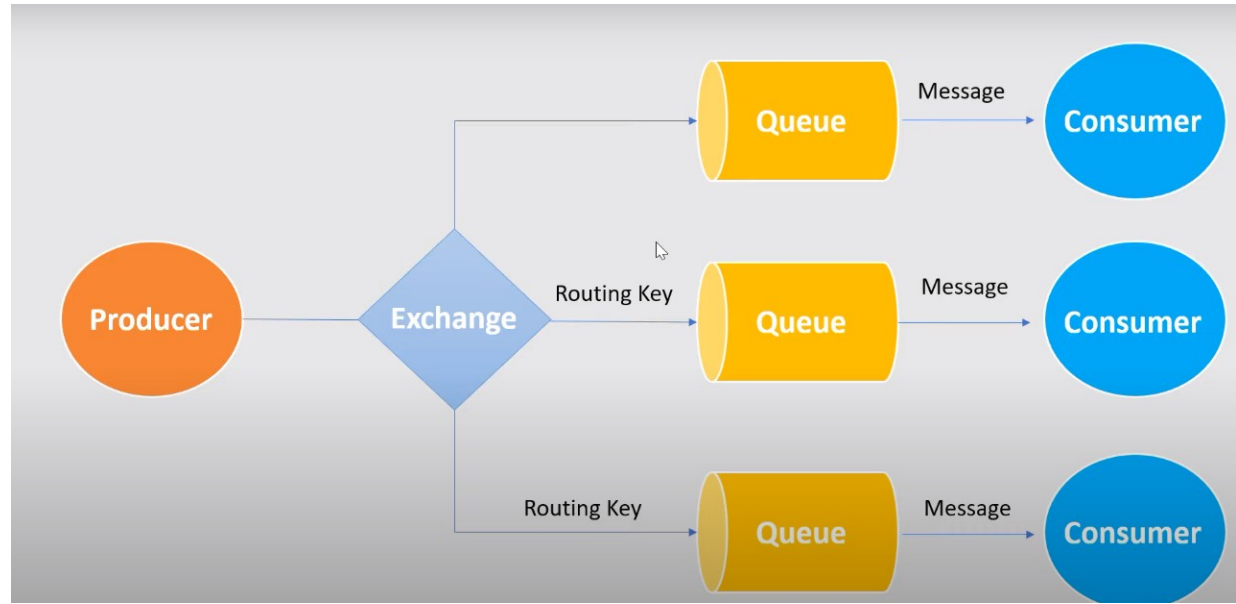 Queue
Message
Consumer
Producer
Exchange
Routing Key
Queue
Message
Consumer
Routing Key
Queue
Message
Consumer